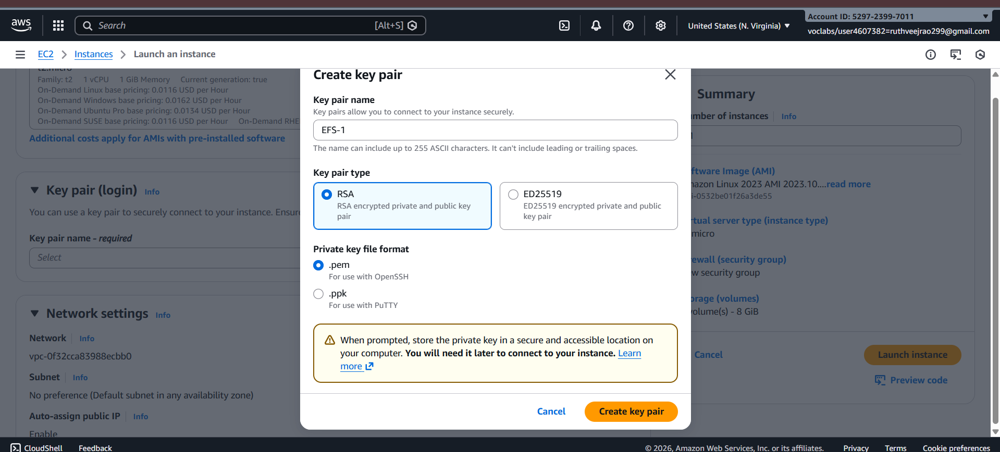 aws
Search
[Alt+S]
United States (N. Virginia)
Account ID: 5297-2399-7011
voclabs/user4607382=ruthveejrao299@gmail.com
EC2
Instances
Launch an instance
t2.micro
Family: t2 1 vCPU 1 GiB Memory Current generation: true
On-Demand Linux base pricing: 0.0116 USD per Hour
On-Demand Windows base pricing: 0.0162 USD per Hour
On-Demand Ubuntu Pro base pricing: 0.0134 USD per Hour
On-Demand SUSE base pricing: 0.0116 USD per Hour On-Demand RHE
Additional costs apply for AMIs with pre-installed software
Key pair (login) Info
You can use a key pair to securely connect to your instance. Ensure
Key pair name - required
Select
Network settings Info
Network Info
vpc-0f32cca83988ecbb0
Subnet Info
No preference (Default subnet in any availability zone)
Auto-assign public IP Info
Enable
Create key pair
Key pair name
Key pairs allow you to connect to your instance securely.
EFS-1
The name can include up to 255 ASCII characters. It can't include leading or trailing spaces.
Key pair type
RSA
RSA encrypted private and public key
pair
ED25519
ED25519 encrypted private and public
key pair
Private key file format
.pem
For use with OpenSSH
.ppk
For use with PuTTY
When prompted, store the private key in a secure and accessible location on
your computer. You will need it later to connect to your instance. Learn
more
Cancel
Create key pair
Summary
mber of instances Info
ftware Image (AMI)
azon Linux 2023 AMI 2023.10....read more
i-0532be01f26a3de55
tual server type (instance type)
micro
ewall (security group)
w security group
rage (volumes)
volume(s) - 8 GiB
Cancel
Launch instance
Preview code
CloudShell
Feedback
© 2026, Amazon Web Services, Inc. or its affiliates.
Privacy
Terms
Cookie preferences